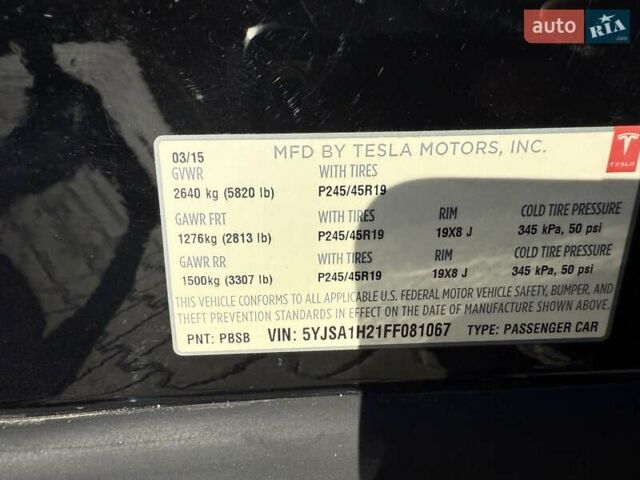 auto RIA .com
03/15 MFD BY TESLA MOTORS, INC.
TESLA
GVWR WITH TIRES
2640 kg (5820 lb) P245/45R19
GAWR FRT WITH TIRES RIM COLD TIRE PRESSURE
1276kg (2813 lb) P245/45R19 19X8 J 345 kPa, 50 psi
GAWR RR WITH TIRES RIM COLD TIRE PRESSURE
1500kg (3307 lb) P245/45R19 19X8 J 345 kPa, 50 psi
THIS VEHICLE CONFORMS TO ALL APPLICABLE U.S. FEDERAL MOTOR VEHICLE SAFETY, BUMPER, AND
THEFT PREVENTION STANDARDS IN EFFECT ON THE DATE OF MANUFACTURE SHOWN ABOVE.
PNT: PBSB VIN: 5YJSA1H21FF081067 TYPE: PASSENGER CAR